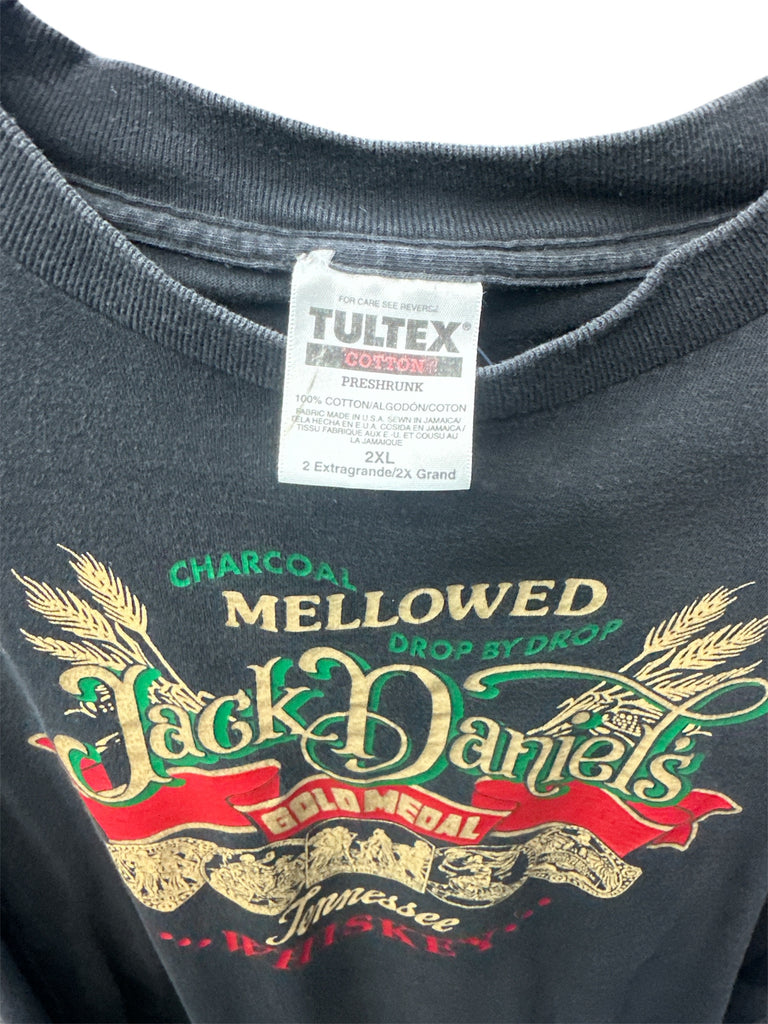 FOR CARE SEE REVERSE
TULTEX®
COTTON
PRESHRUNK
100% COTTON/ALGODÓN/COTON
FABRIC MADE IN U.S.A. SEWN IN JAMAICA/
TELA HECHA EN E.U.A. COSIDA EN JAMAICA/
TISSU FABRIQUE AUX E.-U. ET COUSU AU
LA JAMAIQUE
2XL
2 Extragrande/2X Grand
CHARCOAL
MELLOWED
DROP BY DROP
Jack Daniel's
GOLD MEDAL
Tennessee
WHISKEY